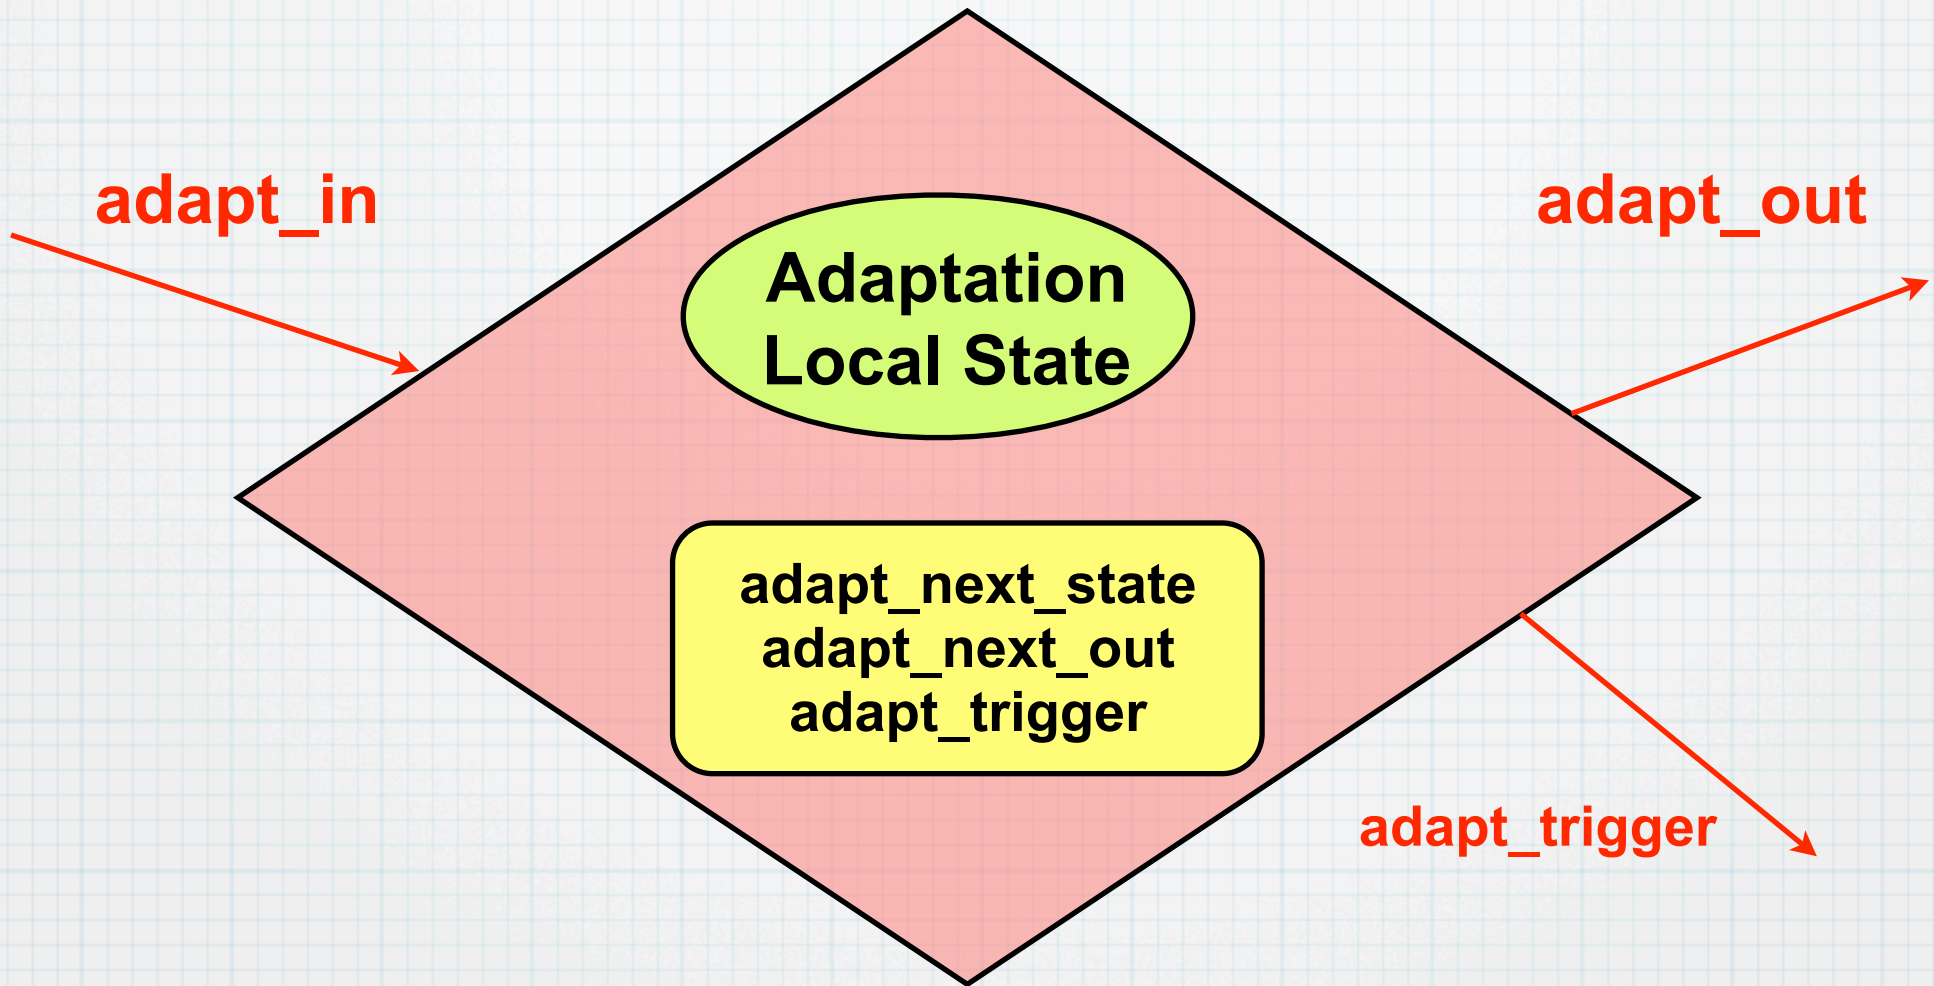 adapt_in
adapt_out
Adaptation
Local State
adapt_next_state
adapt_next_out
adapt_trigger
adapt_trigger